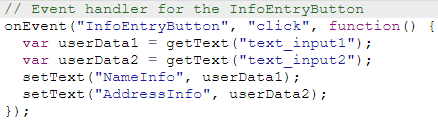 // Event handler for the InfoEntryButton
onEvent("InfoEntryButton", "click", function() {
  var userData1 = getText("text_input1");
  var userData2 = getText("text_input2");
  setText("NameInfo", userData1);
  setText("AddressInfo", userData2);
});